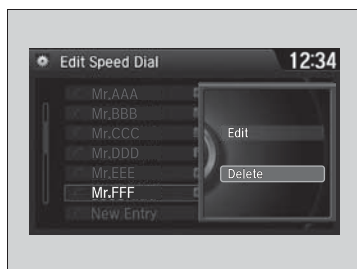 Edit Speed Dial
12:34
Mr.AAA
Mr.BBB
Mr.CCC
Mr.DDD
Mr.EEE
Mr.FFF
New Entry
Edit
Delete